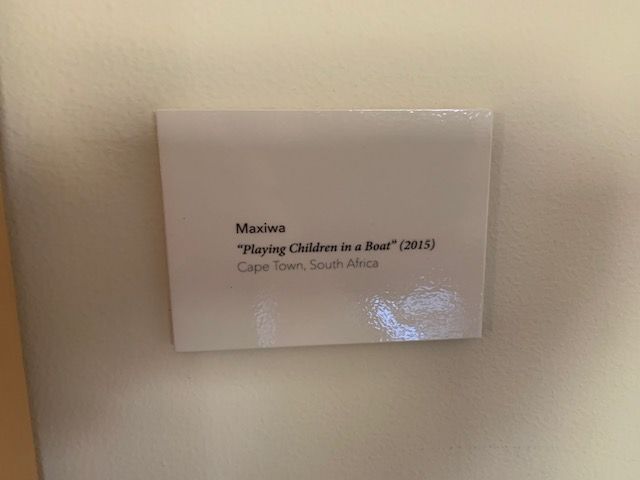 Maxiwa
“Playing Children in a Boat” (2015)
Cape Town, South Africa